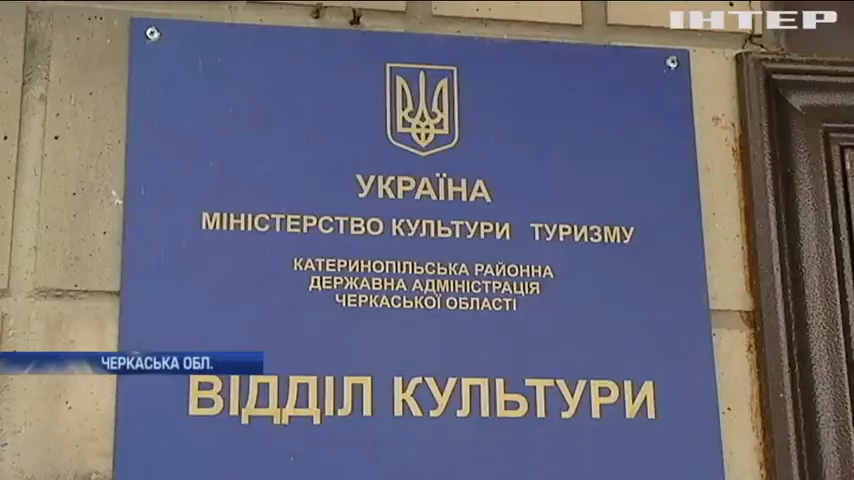 ІНТЕР
УКРАЇНА
МІНІСТЕРСТВО КУЛЬТУРИ ТУРИЗМУ
КАТЕРИНОПІЛЬСЬКА РАЙОННА
ДЕРЖАВНА АДМІНІСТРАЦІЯ
ЧЕРКАСЬКОЇ ОБЛАСТІ
ЧЕРКАСЬКА ОБЛ.
ВІДДІЛ КУЛЬТУРИ